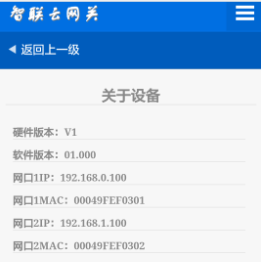 智联云网关
返回上一级
关于设备
硬件版本：V1
软件版本：01.000
网口1IP：192.168.0.100
网口1MAC：00049FEF0301
网口2IP：192.168.1.100
网口2MAC：00049FEF0302